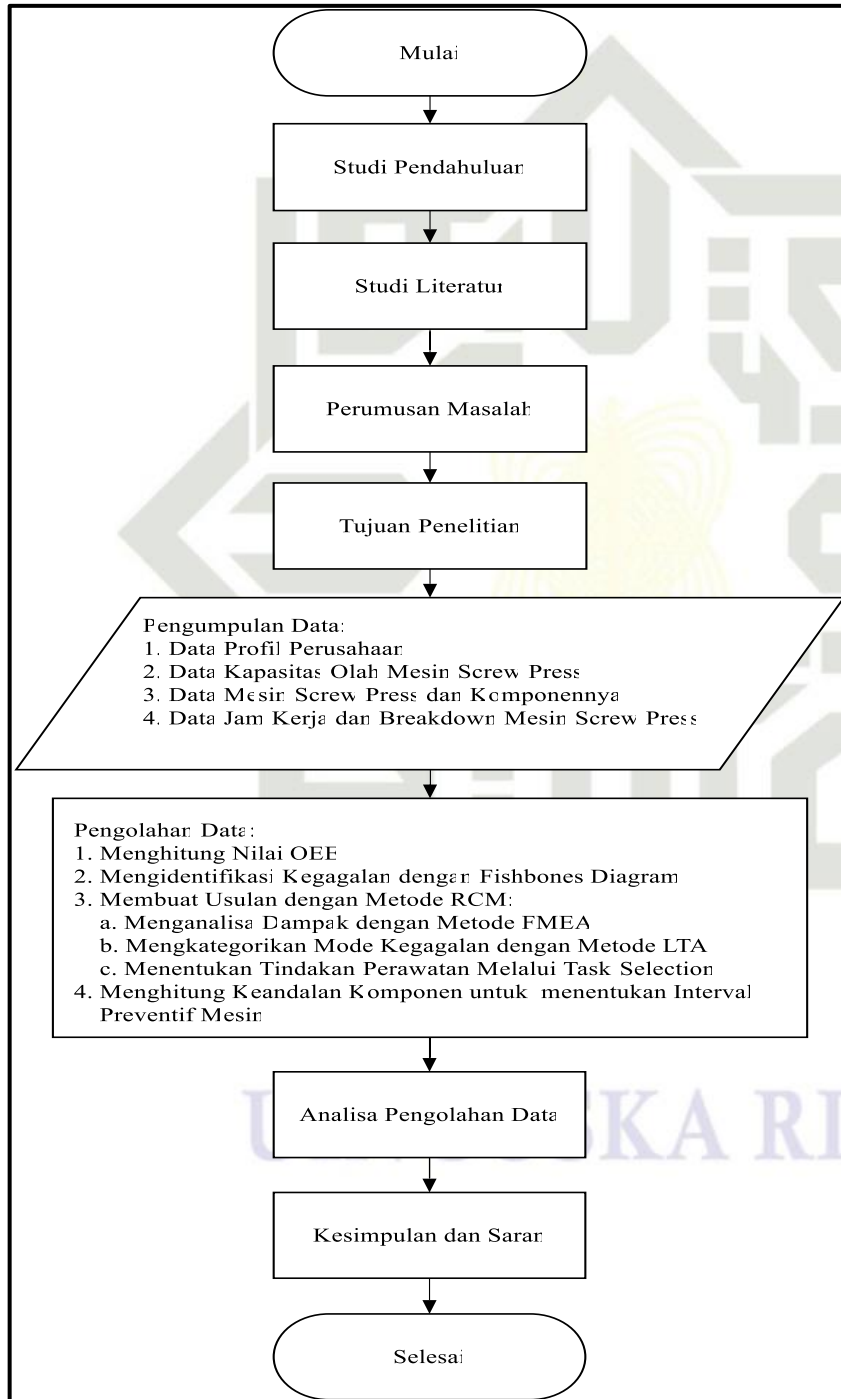 Mulai
Studi Pendahuluan
Studi Literatur
Perumusan Masalah
Tujuan Penelitian
Pengumpulan Data:
1. Data Profil Perusahaan
2. Data Kapasitas Olah Mesin Screw Press
3. Data Mesin Screw Press dan Komponennya
4. Data Jam Kerja dan Breakdown Mesin Screw Press
Pengolahan Data:
1. Menghitung Nilai OEE
2. Mengidentifikasi Kegagalan dengan Fishbones Diagram
3. Membuat Usulan dengan Metode RCM:
a. Menganalisa Dampak dengan Metode FMEA
b. Mengkategorikan Mode Kegagalan dengan Metode LTA
c. Menentukan Tindakan Perawatan Melalui Task Selection
4. Menghitung Keandalan Komponen untuk menentukan Interval
Preventif Mesin
Analisa Pengolahan Data
Kesimpulan dan Saran
Selesai